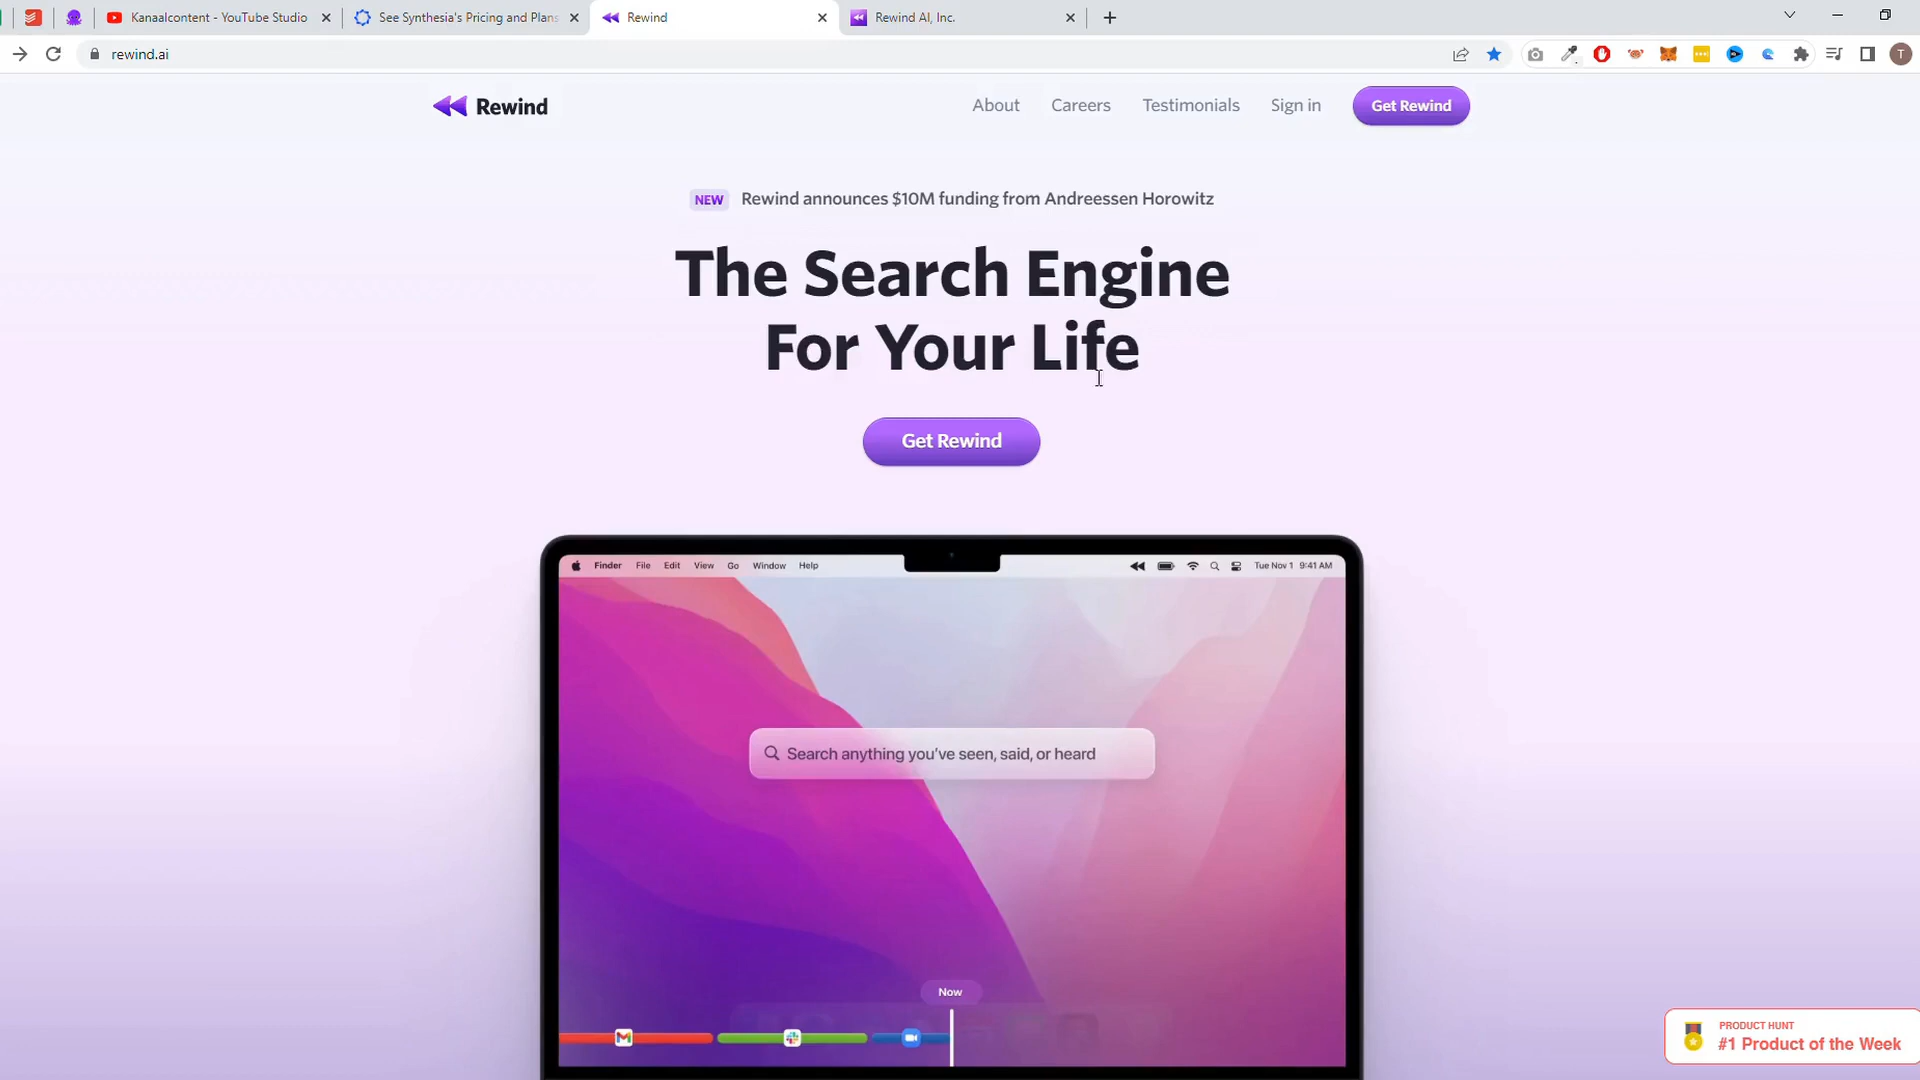 Kanaalcontent - YouTube Studio
See Synthesia's Pricing and Plans
Rewind
Rewind AI, Inc.
rewind.ai
T
Rewind
About
Careers
Testimonials
Sign in
Get Rewind
NEW Rewind announces $10M funding from Andreessen Horowitz
The Search Engine
For Your Life
Get Rewind
Finder File Edit View Go Window Help
Tue Nov 1 9:41 AM
Search anything you've seen, said, or heard
Now
PRODUCT HUNT
#1 Product of the Week